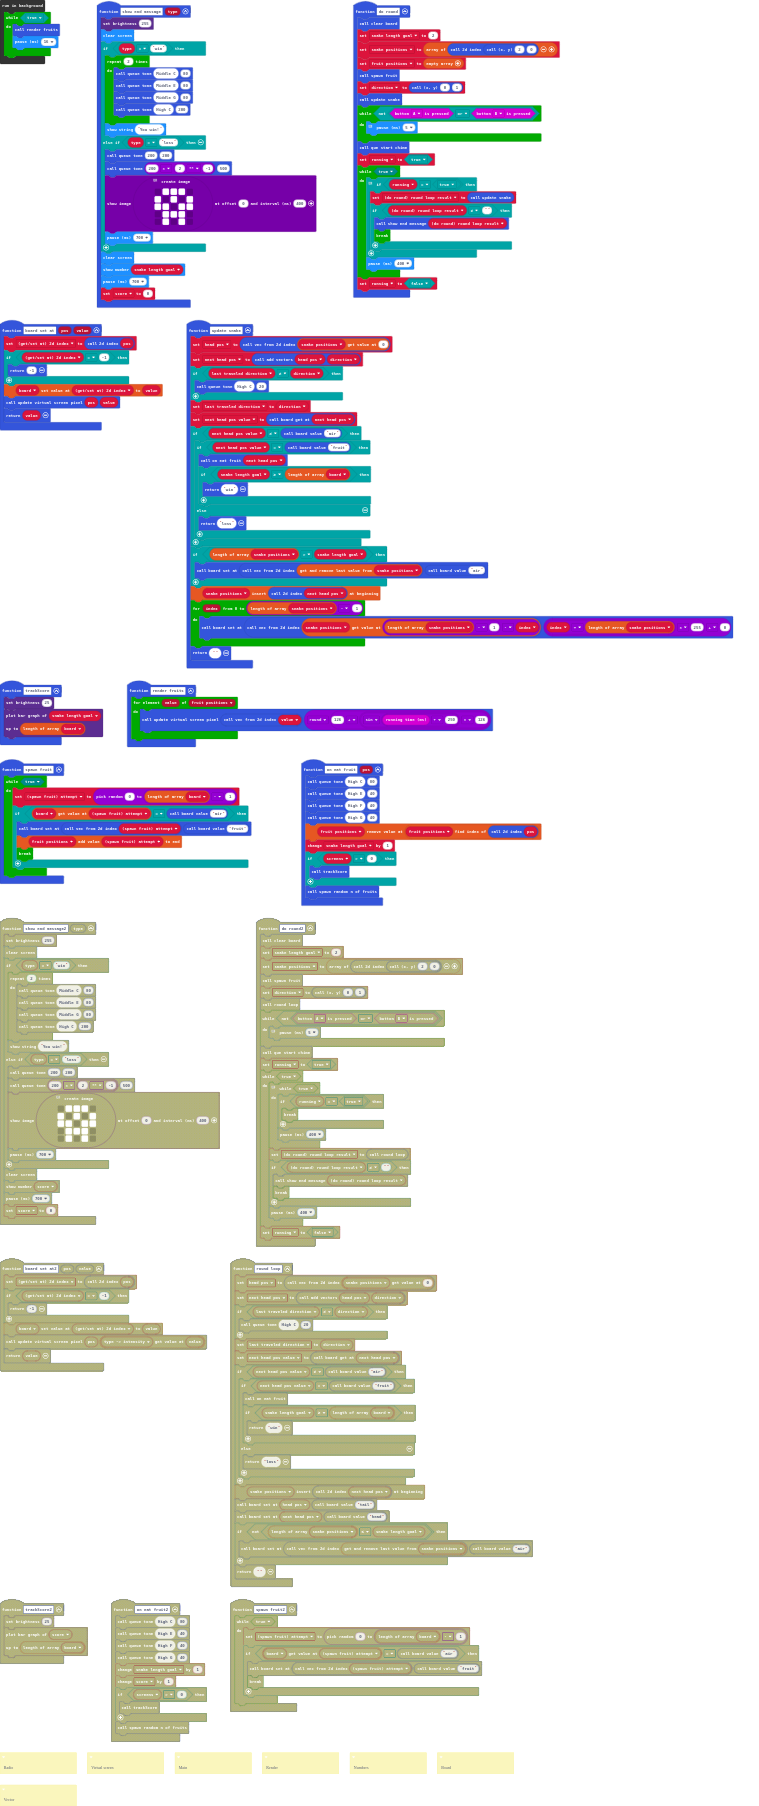 run in background
while true
do call render fruits
pause (ms)
function show end message type
set brightness 255
clear screen
if type = "win" then
repeat times
do call queue tone Middle C 80
call queue tone Middle E 80
call queue tone Middle G 80
call queue tone High C 200
show string "You win!"
else if type = "loss" then
call queue tone 200 200
call queue tone 200 ÷ 2 ** -1 500
create image
show image at offset 0 and interval (ms) 400
pause (ms) 700
clear screen
show number snake length goal
pause (ms) 700
set score to 0
function do round
call clear board
set snake length goal to 2
set snake positions to array of call 2d index call (x, y)
set fruit positions to empty array
call spawn fruit
set direction to call (x, y) 0 1
call update snake
while not button A is pressed or button B is pressed
do pause (ms) 5
call que start chime
set running to true
while true
do if running = true then
set (do round) round loop result to call update snake
if (do round) round loop result ≠ "" then
call show end message (do round) round loop result
break
pause (ms) 400
set running to false
function board set at pos value
set (get/set at) 2d index to call 2d index pos
if (get/set at) 2d index = -1 then
return -1
board set value at (get/set at) 2d index to value
call update virtual screen pixel pos value
return value
function update snake
set head pos to call vec from 2d index snake positions get value at 0
set next head pos to call add vectors head pos direction
if last traveled direction ≠ direction then
call queue tone High C 20
set last traveled direction to direction
set next head pos value to call board get at next head pos
if next head pos value ≠ call board value "air" then
if next head pos value = call board value "fruit" then
call on eat fruit next head pos
if snake length goal ≥ length of array board then
return "win"
else
return "loss"
if length of array snake positions > snake length goal then
call board set at call vec from 2d index get and remove last value from snake positions call board value "air"
snake positions insert call 2d index next head pos at beginning
for index from 0 to length of array snake positions - 1
do call board set at call vec from 2d index snake positions get value at length of array snake positions - 1 - index index ÷ length of array snake positions × 255 + 0
return ""
function trackScore
set brightness 25
plot bar graph of snake length goal
up to length of array board
function render fruits
for element value of fruit positions
do call update virtual screen pixel call vec from 2d index value round 128 + sin running time (ms) ÷ 250 × 128
function spawn fruit
while true
do set (spawn fruit) attempt to pick random 0 to length of array board - 1
if board get value at (spawn fruit) attempt = call board value "air" then
call board set at call vec from 2d index (spawn fruit) attempt call board value "fruit"
fruit positions add value (spawn fruit) attempt to end
break
function on eat fruit pos
call queue tone High C 80
call queue tone High E 40
call queue tone High F 40
call queue tone High G 40
fruit positions remove value at fruit positions find index of call 2d index pos
change snake length goal by 1
if screens = 0 then
call trackScore
call spawn random n of fruits
function show end message2 type
set brightness 255
clear screen
if type = "win" then
repeat times
do call queue tone Middle C 80
call queue tone Middle E 80
call queue tone Middle G 80
call queue tone High C 200
show string "You win!"
else if type = "loss" then
call queue tone 200 200
call queue tone 200 ÷ 2 ** -1 500
create image
show image at offset 0 and interval (ms) 400
pause (ms) 700
clear screen
show number score
pause (ms) 700
set score to 0
function do round2
call clear board
set snake length goal to
set snake positions to array of call 2d index call (x, y)
call spawn fruit
set direction to call (x, y) 0 1
call round loop
while not button A is pressed or button B is pressed
do pause (ms) 5
call que start chime
set running to true
while true
do while true
do if running = true then
break
pause (ms) 400
set (do round) round loop result to call round loop
if (do round) round loop result ≠ "" then
call show end message (do round) round loop result
break
pause (ms) 400
set running to false
function board set at2 pos value
set (get/set at) 2d index to call 2d index pos
if (get/set at) 2d index = -1 then
return -1
board set value at (get/set at) 2d index to value
call update virtual screen pixel pos type -> intensity get value at value
return value
function round loop
set head pos to call vec from 2d index snake positions get value at 0
set next head pos to call add vectors head pos direction
if last traveled direction ≠ direction then
call queue tone High C 20
set last traveled direction to direction
set next head pos value to call board get at next head pos
if next head pos value ≠ call board value "air" then
if next head pos value = call board value "fruit" then
call on eat fruit
if snake length goal ≥ length of array board then
return "win"
else
return "loss"
snake positions insert call 2d index next head pos at beginning
call board set at head pos call board value "tail"
call board set at next head pos call board value "head"
if not length of array snake positions < snake length goal then
call board set at call vec from 2d index get and remove last value from snake positions call board value "air"
return ""
function trackScore2
set brightness 25
plot bar graph of score
up to length of array board
function on eat fruit2
call queue tone High C 80
call queue tone High E 40
call queue tone High F 40
call queue tone High G 40
change snake length goal by 1
change score by 1
if screens = 0 then
call trackScore
call spawn random n of fruits
function spawn fruit2
while true
do set (spawn fruit) attempt to pick random 0 to length of array board - 1
if board get value at (spawn fruit) attempt = call board value "air" then
call board set at call vec from 2d index (spawn fruit) attempt call board value "fruit
break
Radio
Virtual screen
Main
Render
Numbers
Board
Vector